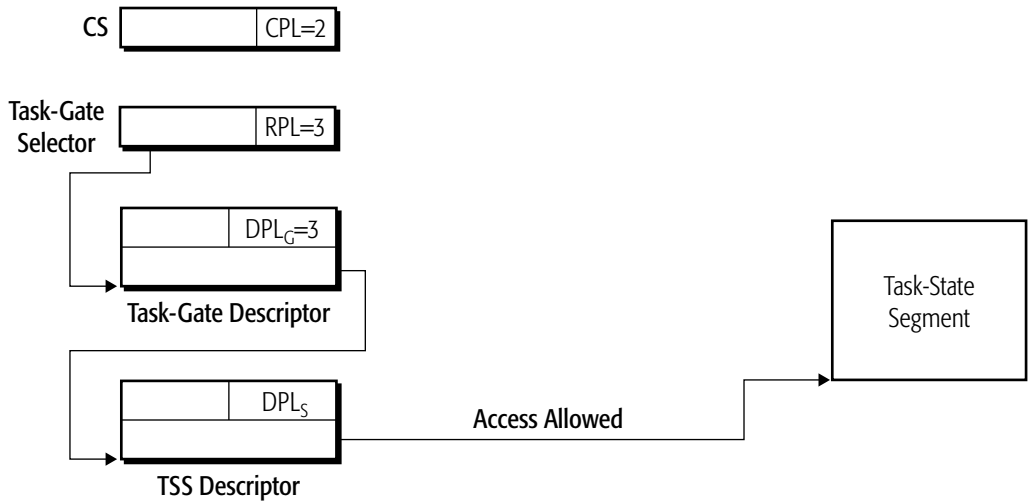 CS
CPL=2
Task-Gate
Selector
RPL=3
DPLG=3
Task-Gate Descriptor
Task-State
Segment
DPLS
Access Allowed
TSS Descriptor